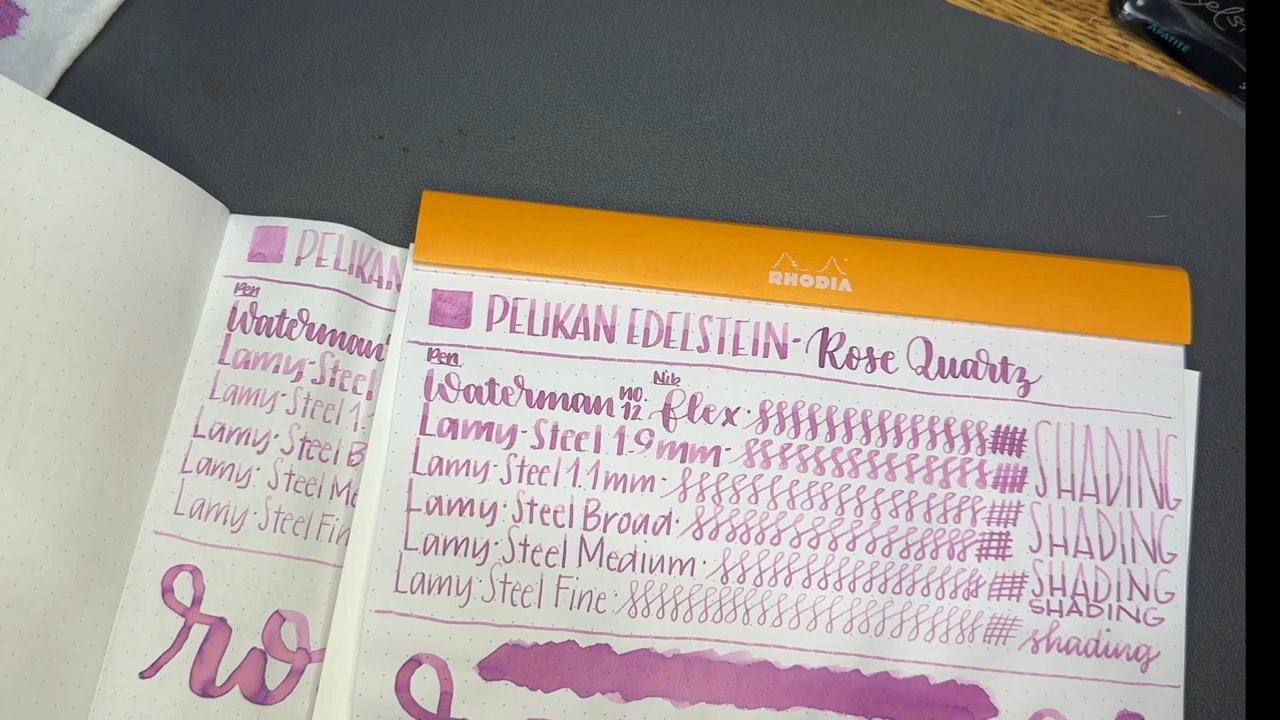 APATITE
RHODIA
PELIKAN
Pen
Waterman
Lamy·Steel
Lamy·Steel 1.
Lamy·Steel B
Lamy·Steel Me
Lamy·Steel Fin
ro
PELIKAN EDELSTEIN· Rose Quartz
Pen Nib
Waterman no. 12 flex· ## SHADING
Lamy·Steel 1.9mm· ##
Lamy·Steel 1.1mm· ## SHADING
Lamy·Steel Broad· ##
Lamy·Steel Medium· ## SHADING
SHADING
Lamy·Steel Fine· ## shading